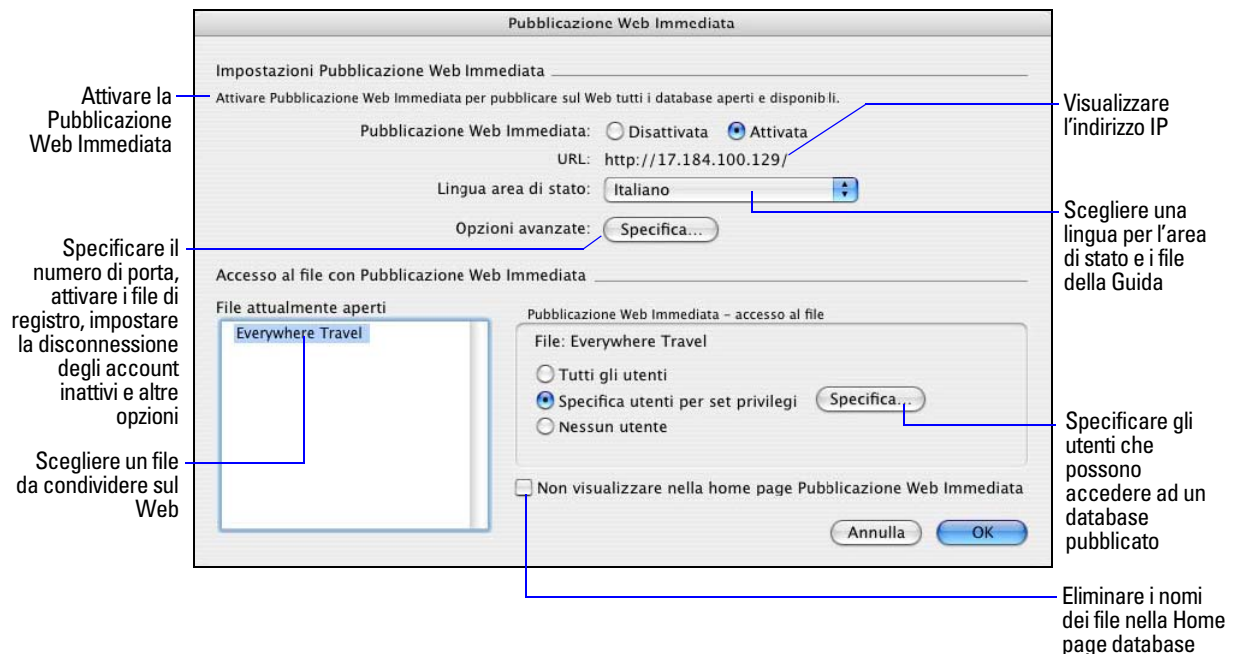 Pubblicazione Web Immediata
Impostazioni Pubblicazione Web Immediata
Attivare Pubblicazione Web Immediata per pubblicare sul Web tutti i database aperti e disponibili.
Pubblicazione Web Immediata: Disattivata Attivata
URL: http://17.184.100.129/
Lingua area di stato: Italiano
Opzioni avanzate: Specifica...
Accesso al file con Pubblicazione Web Immediata
File attualmente aperti
Everywhere Travel
Pubblicazione Web Immediata – accesso al file
File: Everywhere Travel
Tutti gli utenti
Specifica utenti per set privilegi Specifica...
Nessun utente
Non visualizzare nella home page Pubblicazione Web Immediata
Annulla OK
Attivare la
Pubblicazione
Web Immediata
Specificare il
numero di porta,
attivare i file di
registro, impostare
la disconnessione
degli account
inattivi e altre
opzioni
Scegliere un file
da condividere sul
Web
Visualizzare
l'indirizzo IP
Scegliere una
lingua per l'area
di stato e i file
della Guida
Specificare gli
utenti che
possono
accedere ad un
database
pubblicato
Eliminare i nomi
dei file nella Home
page database